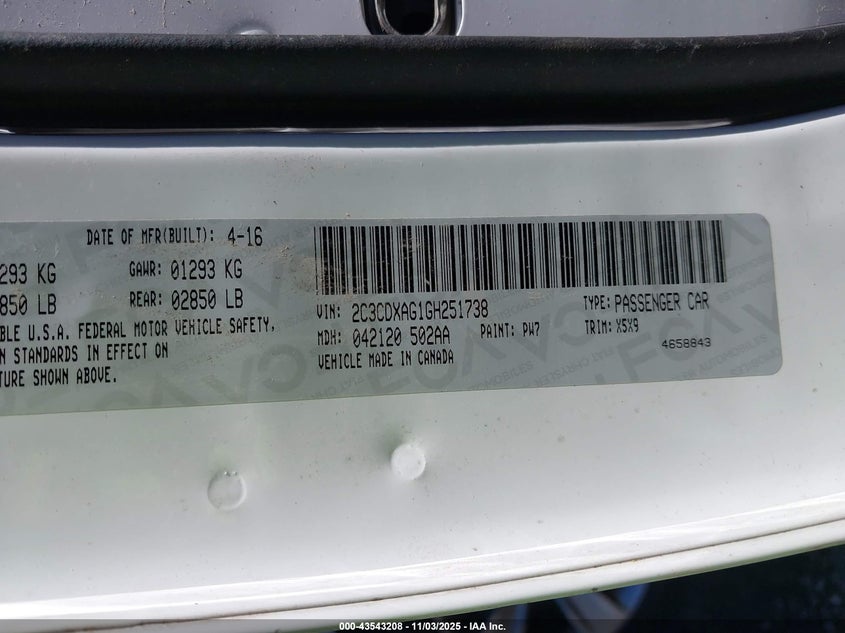 DATE OF MFR(BUILT): 4-16
293 KG GAWR: 01293 KG
850 LB REAR: 02850 LB
BLE U.S.A. FEDERAL MOTOR VEHICLE SAFETY,
N STANDARDS IN EFFECT ON
TURE SHOWN ABOVE.
VIN: 2C3CDXAG1GH251738 TYPE: PASSENGER CAR
MDH: 042120 502AA PAINT: PW7 TRIM: X5X9
VEHICLE MADE IN CANADA 4658843
000-43543208 - 11/03/2025 - IAA Inc.